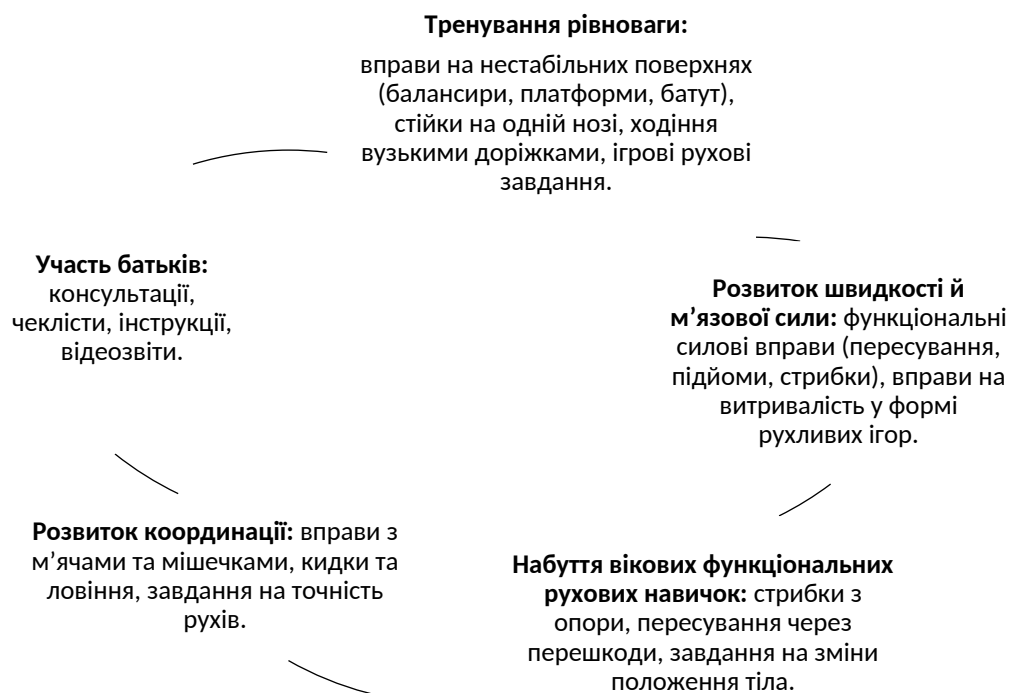 Тренування рівноваги:
вправи на нестабільних поверхнях
(балансири, платформи, батут),
стійки на одній нозі, ходіння
вузькими доріжками, ігрові рухові
завдання.
Розвиток швидкості й
м’язової сили: функціональні
силові вправи (пересування,
підйоми, стрибки), вправи на
витривалість у формі
рухливих ігор.
Набуття вікових функціональних
рухових навичок: стрибки з
опори, пересування через
перешкоди, завдання на зміни
положення тіла.
Розвиток координації: вправи з
м’ячами та мішечками, кидки та
ловіння, завдання на точність
рухів.
Участь батьків:
консультації,
чеклісти, інструкції,
відеозвіти.